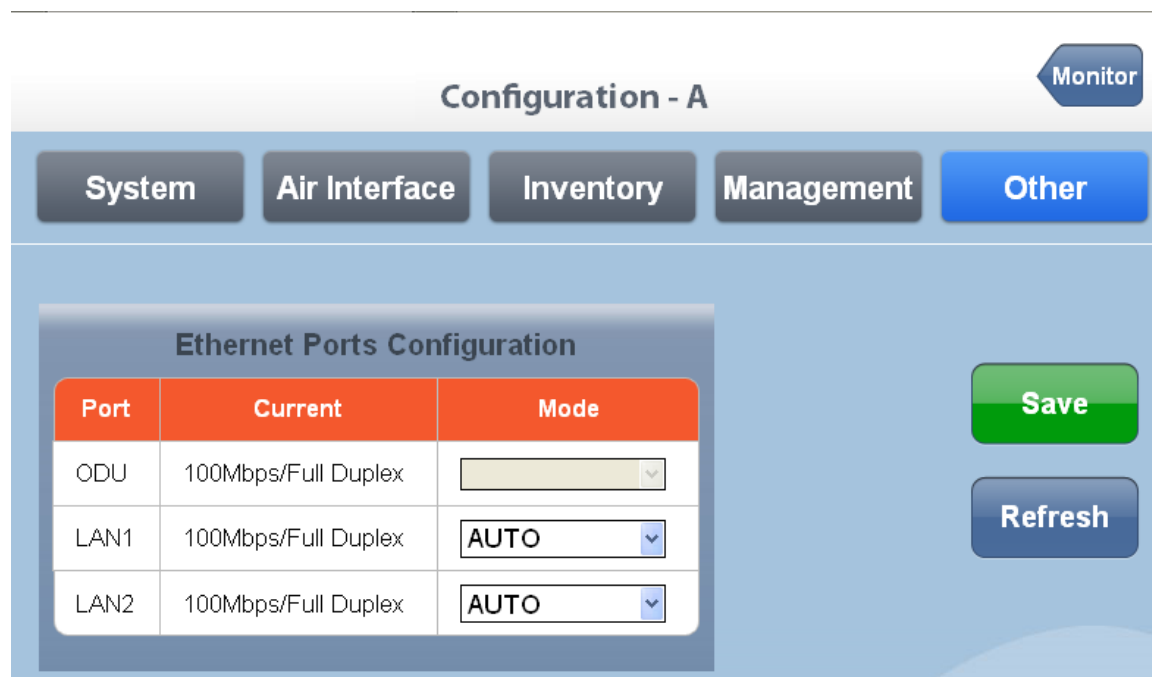 Monitor
Configuration - A
System Air Interface Inventory Management Other
Ethernet Ports Configuration
Port Current Mode
ODU 100Mbps/Full Duplex
LAN1 100Mbps/Full Duplex AUTO
LAN2 100Mbps/Full Duplex AUTO
Save
Refresh